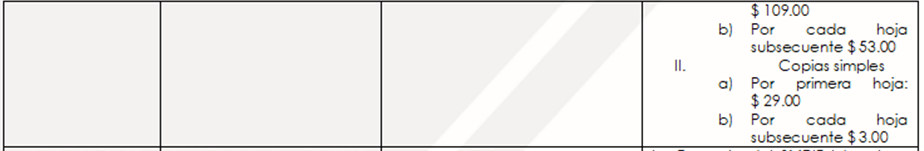 $ 109.00
b) Por cada hoja
subsecuente $ 53.00
II. Copias simples
a) Por primera hoja:
$ 29.00
b) Por cada hoja
subsecuente $ 3.00